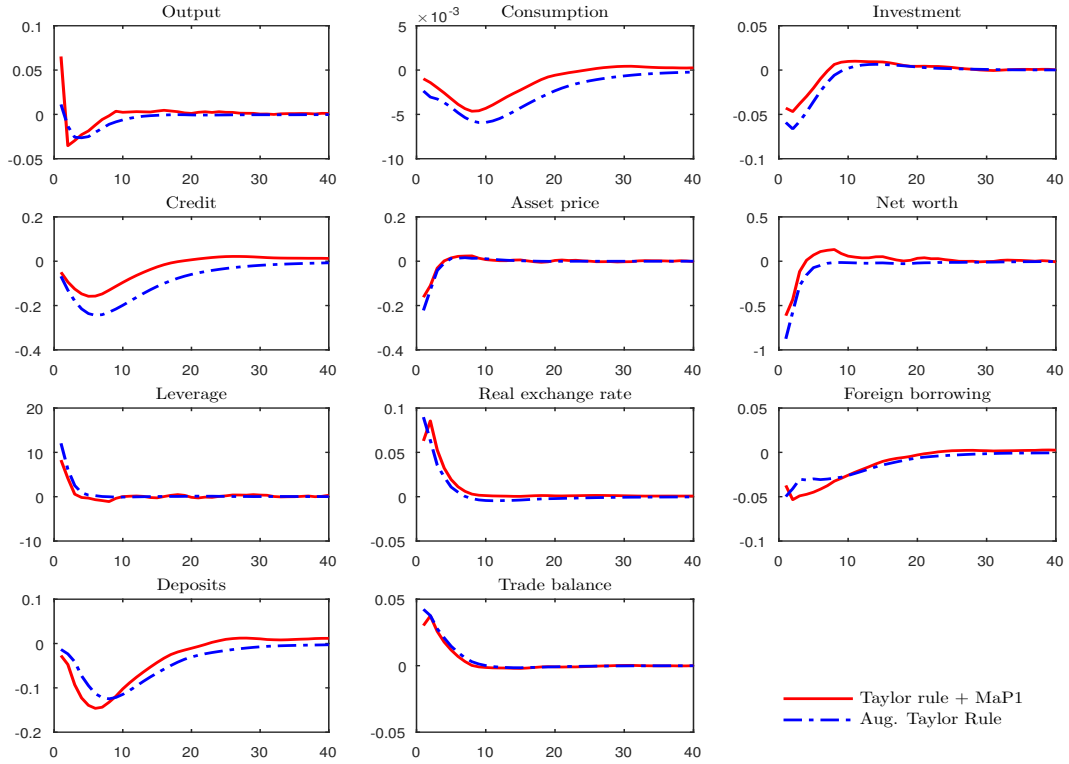 Output
Consumption
Investment
0.1
0.05
0
-0.05
0 10 20 30 40
×10⁻³
5
0
-5
-10
0 10 20 30 40
0.1
0.05
0
-0.05
-0.1
0 10 20 30 40
Credit
Asset price
Net worth
0.2
0
-0.2
-0.4
0 10 20 30 40
0.2
0
-0.2
-0.4
0 10 20 30 40
0.5
0
-0.5
-1
0 10 20 30 40
Leverage
Real exchange rate
Foreign borrowing
20
10
0
-10
0 10 20 30 40
0.1
0.05
0
-0.05
0 10 20 30 40
0.05
0
-0.05
-0.1
0 10 20 30 40
Deposits
Trade balance
0.1
0
-0.1
-0.2
0 10 20 30 40
0.05
0
-0.05
0 10 20 30 40
Taylor rule + MaP1
Aug. Taylor Rule